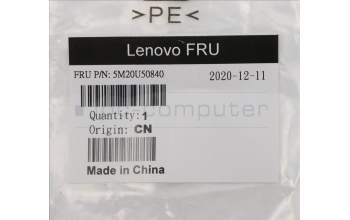 >PE<
Lenovo FRU
FRU P/N: 5M20U50840
2020-12-11
Quantity: 1
Origin: CN
Made in China